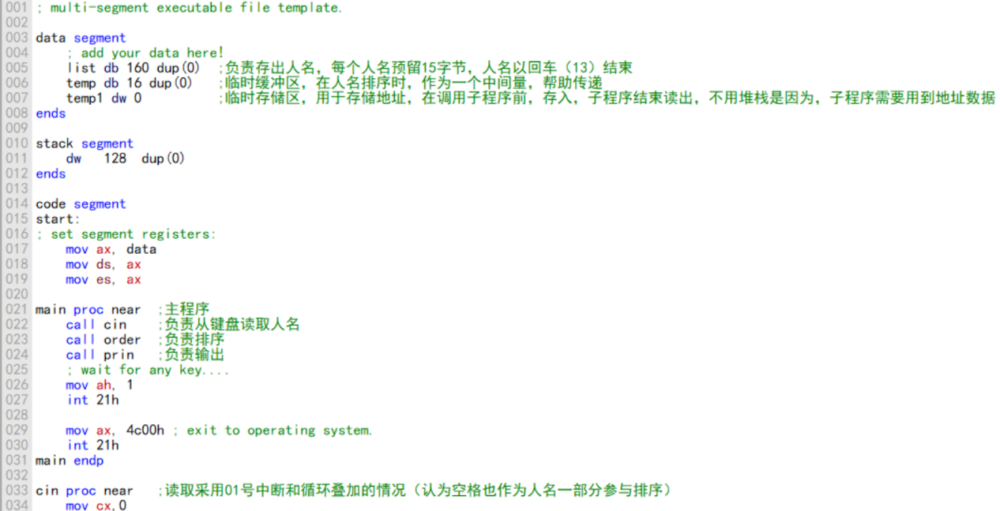 001 ; multi-segment executable file template.
002
003 data segment
004     ; add your data here!
005     list db 160 dup(0)  ;负责存出人名，每个人名预留15字节，人名以回车（13）结束
006     temp db 16 dup(0)   ;临时缓冲区，在人名排序时，作为一个中间量，帮助传递
007     temp1 dw 0          ;临时存储区，用于存储地址，在调用子程序前，存入，子程序结束读出，不用堆栈是因为，子程序需要用到地址数据
008 ends
009
010 stack segment
011     dw   128  dup(0)
012 ends
013
014 code segment
015 start:
016 ; set segment registers:
017     mov ax, data
018     mov ds, ax
019     mov es, ax
020
021 main proc near  ;主程序
022     call cin    ;负责从键盘读取人名
023     call order  ;负责排序
024     call prin   ;负责输出
025     ; wait for any key....
026     mov ah, 1
027     int 21h
028
029     mov ax, 4c00h ; exit to operating system.
030     int 21h
031 main endp
032
033 cin proc near   ;读取采用01号中断和循环叠加的情况（认为空格也作为人名一部分参与排序）
034     mov cx,0